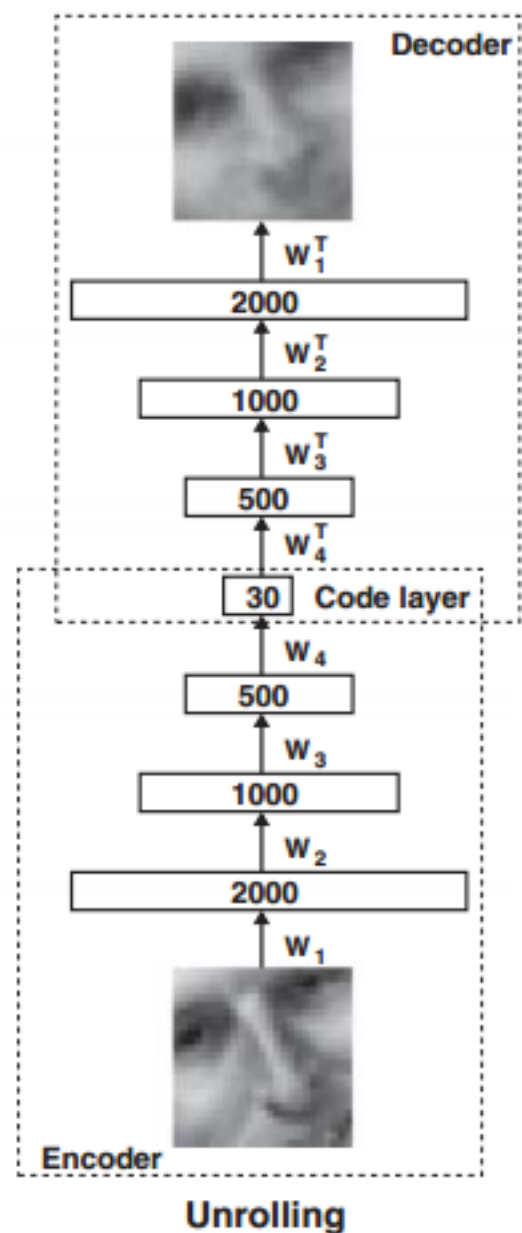 Decoder
W₁ᵀ
2000
W₂ᵀ
1000
W₃ᵀ
500
W₄ᵀ
30 Code layer
W₄
500
W₃
1000
W₂
2000
W₁
Encoder
Unrolling